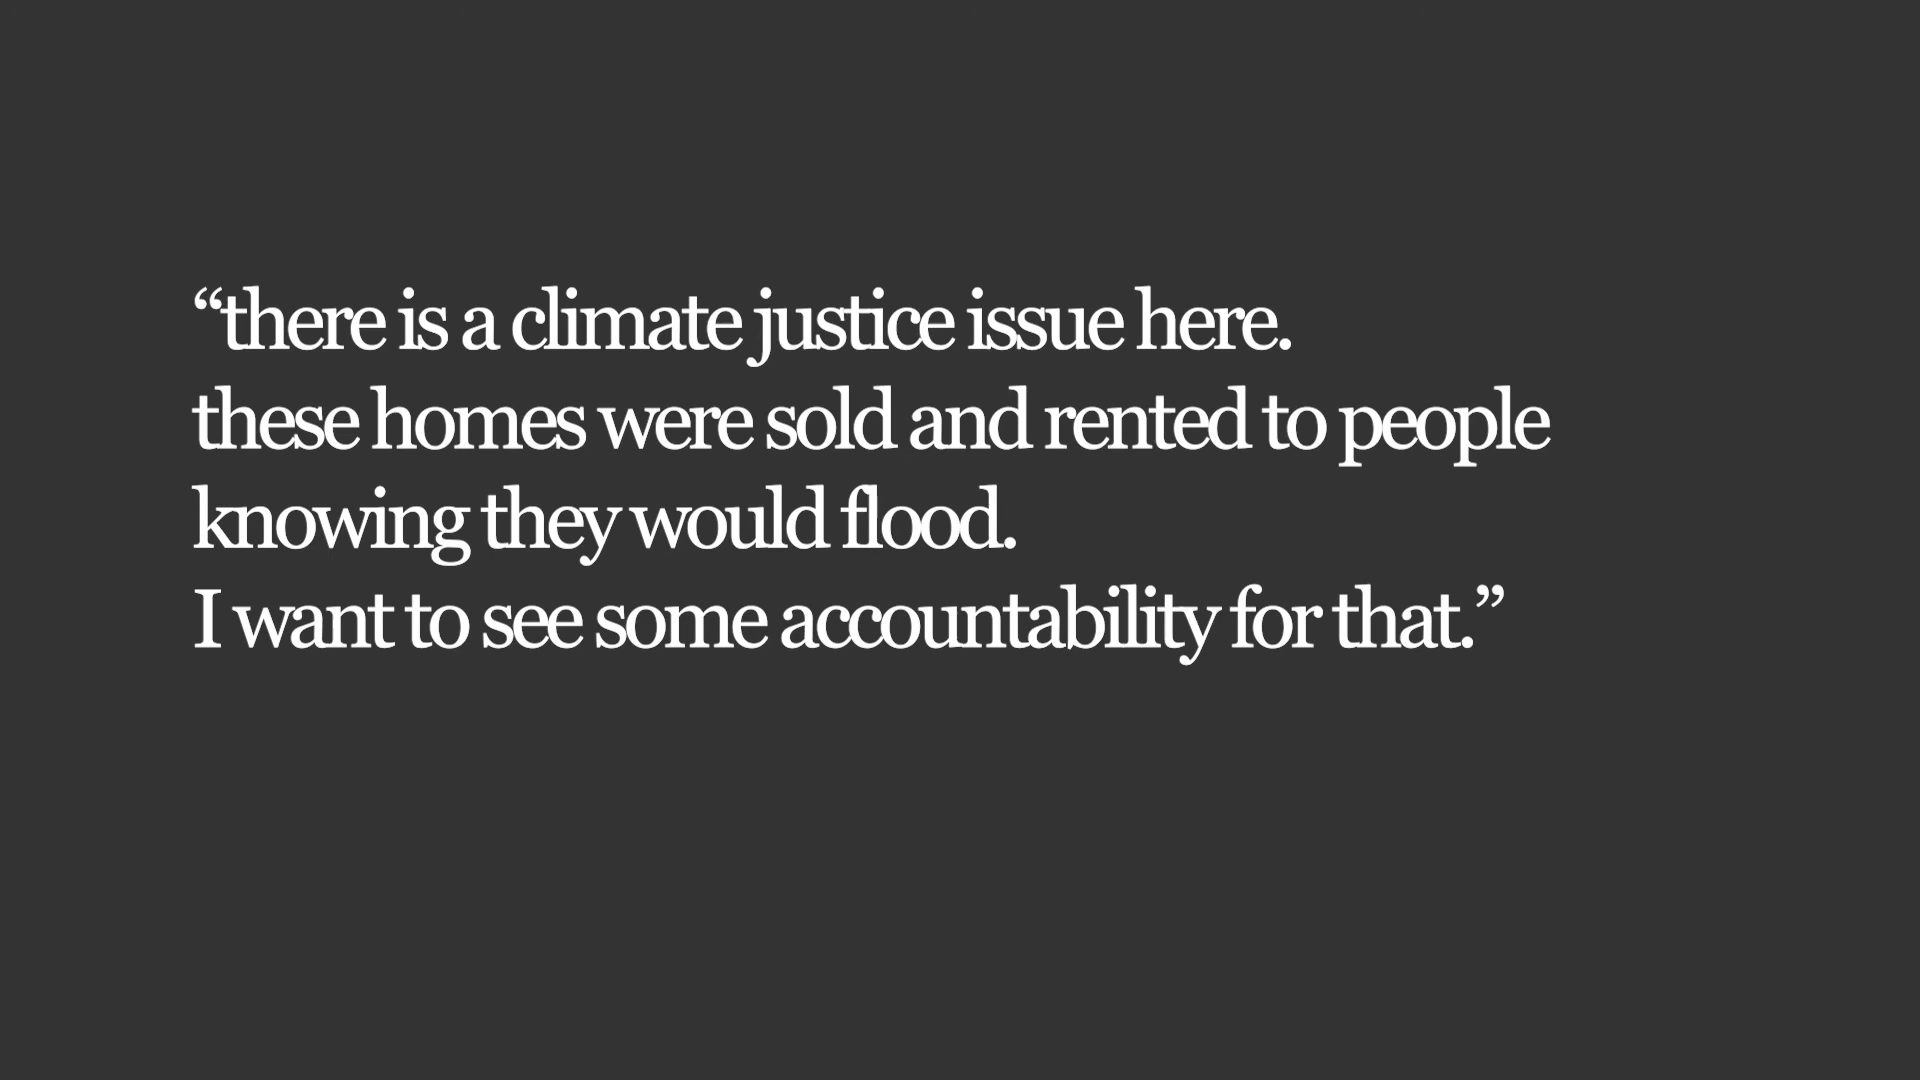 “there is a climate justice issue here.
these homes were sold and rented to people
knowing they would flood.
I want to see some accountability for that.”